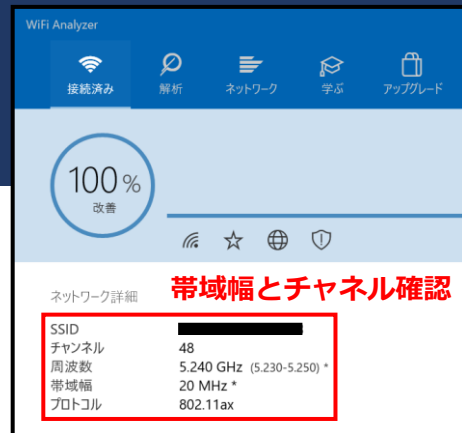 WiFi Analyzer
接続済み 解析 ネットワーク 学ぶ アップグレード
100 %
改善
ネットワーク詳細 帯域幅とチャネル確認
SSID
チャンネル 48
周波数 5.240 GHz (5.230-5.250) *
帯域幅 20 MHz *
プロトコル 802.11ax